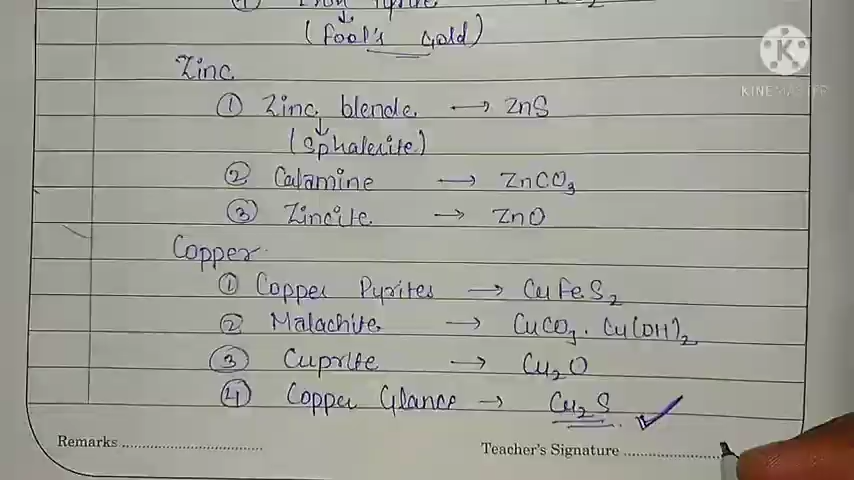 (Fool's Gold)
KINEMASTER
Zinc
① Zinc blende → ZnS
(Sphalerite)
② Calamine → ZnCO₃
③ Zincite → ZnO
Copper
① Copper Pyrites → CuFeS₂
② Malachite → CuCO₃. Cu(OH)₂
③ Cuprite → Cu₂O
④ Copper Glance → Cu₂S
Remarks
Teacher's Signature